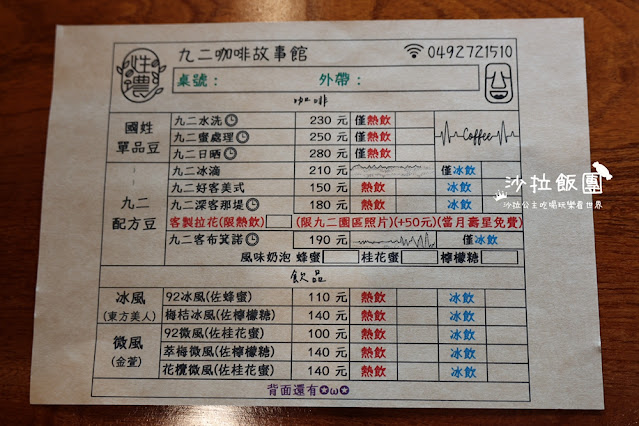 九二咖啡故事館 0492721510
桌號： 外帶：
咖啡
國姓單品豆
九二水洗 230 元 僅熱飲
九二蜜處理 250 元 僅熱飲
九二日晒 280 元 僅熱飲
Coffee
九二配方豆
九二冰滴 210 元 僅冰飲
九二好客美式 150 元 熱飲 冰飲
九二深客那堤 180 元 熱飲 冰飲
客製拉花(限熱飲) (限九二園區照片)(+50元)(當月壽星免費)
九二客布箕諾 190 元 僅冰飲
風味奶泡 蜂蜜 桂花蜜 檸檬糖
飲品
冰風
(東方美人)
92冰風(佐蜂蜜) 110 元 熱飲 冰飲
梅桔冰風(佐檸檬糖) 140 元 熱飲 冰飲
微風
(金萱)
92微風(佐桂花蜜) 100 元 熱飲 冰飲
萃梅微風(佐檸檬糖) 140 元 熱飲 冰飲
花欖微風(佐桂花蜜) 140 元 熱飲 冰飲
背面還有✪ω✪
沙拉飯團
沙拉公主吃喝玩樂看世界